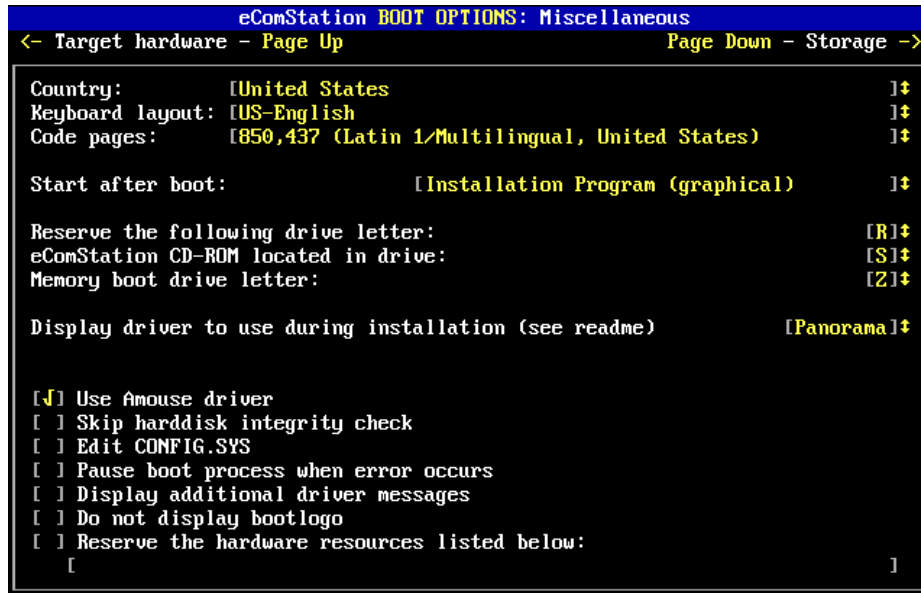 eComStation BOOT OPTIONS: Miscellaneous
<- Target hardware - Page Up Page Down - Storage ->
Country: [United States ]↕
Keyboard layout: [US-English ]↕
Code pages: [850,437 (Latin 1/Multilingual, United States) ]↕
Start after boot: [Installation Program (graphical) ]↕
Reserve the following drive letter: [R]↕
eComStation CD-ROM located in drive: [S]↕
Memory boot drive letter: [Z]↕
Display driver to use during installation (see readme) [Panorama]↕
[√] Use Amouse driver
[ ] Skip harddisk integrity check
[ ] Edit CONFIG.SYS
[ ] Pause boot process when error occurs
[ ] Display additional driver messages
[ ] Do not display bootlogo
[ ] Reserve the hardware resources listed below:
[ ]